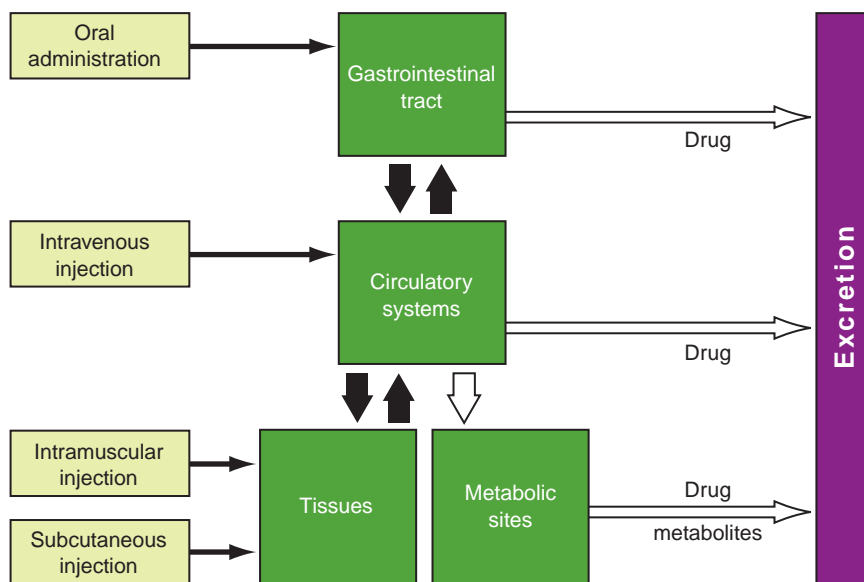 Oral
administration
Gastrointestinal
tract
Drug
Intravenous
injection
Circulatory
systems
Drug
Excretion
Intramuscular
injection
Subcutaneous
injection
Tissues
Metabolic
sites
Drug
metabolites